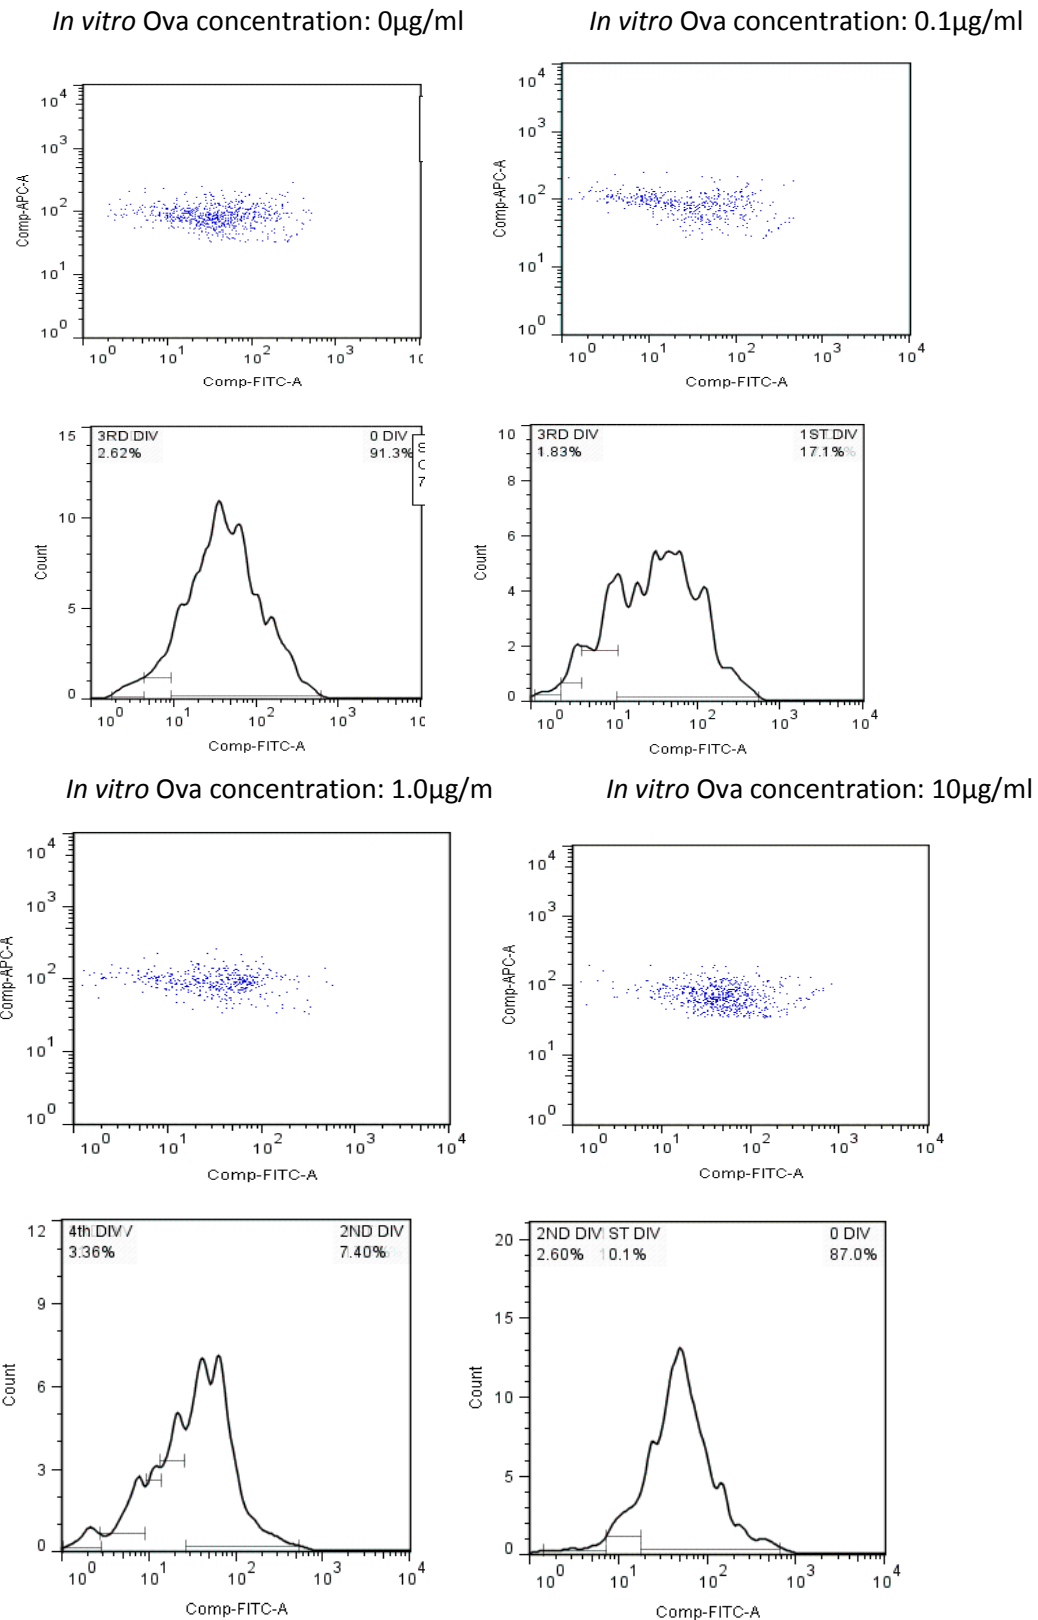 In vitro Ova concentration: 0µg/ml
In vitro Ova concentration: 0.1µg/ml
10^4
10^3
10^2
10^1
10^0
Comp-APC-A
10^0 10^1 10^2 10^3
Comp-FITC-A
10^4
10^3
10^2
10^1
10^0
Comp-APC-A
10^0 10^1 10^2 10^3 10^4
Comp-FITC-A
15
10
5
0
Count
3RD DIV
2.62%
0 DIV
91.3%
7
10^0 10^1 10^2 10^3
Comp-FITC-A
10
8
6
4
2
0
Count
3RD DIV
1.83%
1ST DIV
17.1%
10^0 10^1 10^2 10^3 10^4
Comp-FITC-A
In vitro Ova concentration: 1.0µg/m
In vitro Ova concentration: 10µg/ml
10^4
10^3
10^2
10^1
10^0
Comp-APC-A
10^0 10^1 10^2 10^3 10^4
Comp-FITC-A
10^4
10^3
10^2
10^1
10^0
Comp-APC-A
10^0 10^1 10^2 10^3 10^4
Comp-FITC-A
12
9
6
3
0
Count
4th DIV
3.36%
2ND DIV
7.40%
10^0 10^1 10^2 10^3 10^4
Comp-FITC-A
20
15
10
5
0
Count
2ND DIV 1ST DIV
2.60% 10.1%
0 DIV
87.0%
10^0 10^1 10^2 10^3 10^4
Comp-FITC-A